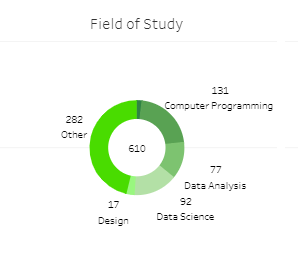 Field of Study
131
Computer Programming
282
Other
610
77
Data Analysis
92
Data Science
17
Design